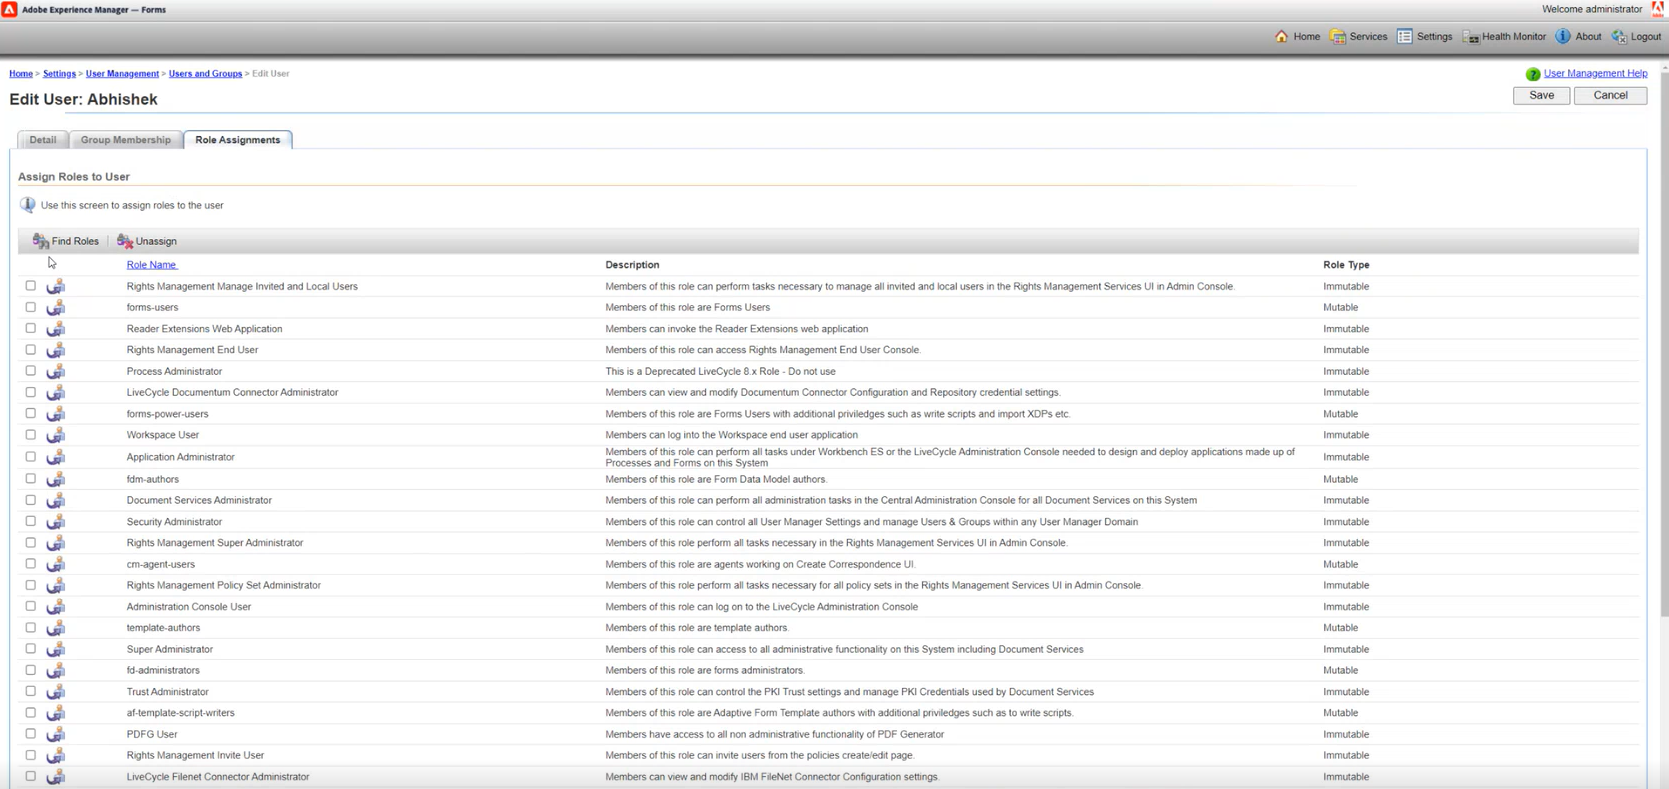 Adobe Experience Manager — Forms
Welcome administrator
Home Services Settings Health Monitor About Logout
Home > Settings > User Management > Users and Groups > Edit User
User Management Help
Edit User: Abhishek
Save Cancel
Detail Group Membership Role Assignments
Assign Roles to User
Use this screen to assign roles to the user
Find Roles Unassign
Role Name Description Role Type
Rights Management Manage Invited and Local Users Members of this role can perform tasks necessary to manage all invited and local users in the Rights Management Services UI in Admin Console. Immutable
forms-users Members of this role are Forms Users Mutable
Reader Extensions Web Application Members can invoke the Reader Extensions web application Immutable
Rights Management End User Members of this role can access Rights Management End User Console. Immutable
Process Administrator This is a Deprecated LiveCycle 8.x Role - Do not use Immutable
LiveCycle Documentum Connector Administrator Members can view and modify Documentum Connector Configuration and Repository credential settings. Immutable
forms-power-users Members of this role are Forms Users with additional priviledges such as write scripts and import XDPs etc. Mutable
Workspace User Members can log into the Workspace end user application Immutable
Application Administrator Members of this role can perform all tasks under Workbench ES or the LiveCycle Administration Console needed to design and deploy applications made up of Immutable
Processes and Forms on this System
fdm-authors Members of this role are Form Data Model authors. Mutable
Document Services Administrator Members of this role can perform all administration tasks in the Central Administration Console for all Document Services on this System Immutable
Security Administrator Members of this role can control all User Manager Settings and manage Users & Groups within any User Manager Domain Immutable
Rights Management Super Administrator Members of this role perform all tasks necessary in the Rights Management Services UI in Admin Console. Immutable
cm-agent-users Members of this role are agents working on Create Correspondence UI. Mutable
Rights Management Policy Set Administrator Members of this role perform all tasks necessary for all policy sets in the Rights Management Services UI in Admin Console. Immutable
Administration Console User Members of this role can log on to the LiveCycle Administration Console Immutable
template-authors Members of this role are template authors. Mutable
Super Administrator Members of this role can access to all administrative functionality on this System including Document Services Immutable
fd-administrators Members of this role are forms administrators. Mutable
Trust Administrator Members of this role can control the PKI Trust settings and manage PKI Credentials used by Document Services Immutable
af-template-script-writers Members of this role are Adaptive Form Template authors with additional priviledges such as to write scripts. Mutable
PDFG User Members have access to all non administrative functionality of PDF Generator Immutable
Rights Management Invite User Members of this role can invite users from the policies create/edit page. Immutable
LiveCycle Filenet Connector Administrator Members can view and modify IBM FileNet Connector Configuration settings. Immutable